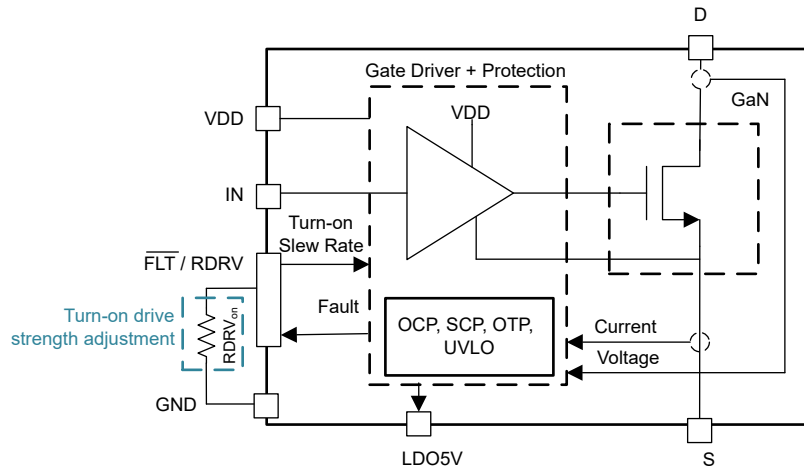 D
Gate Driver + Protection
GaN
VDD
VDD
IN
Turn-on
Slew Rate
FLT / RDRV
Fault
Turn-on drive
strength adjustment
RDRVon
OCP, SCP, OTP,
UVLO
Current
Voltage
GND
LDO5V
S